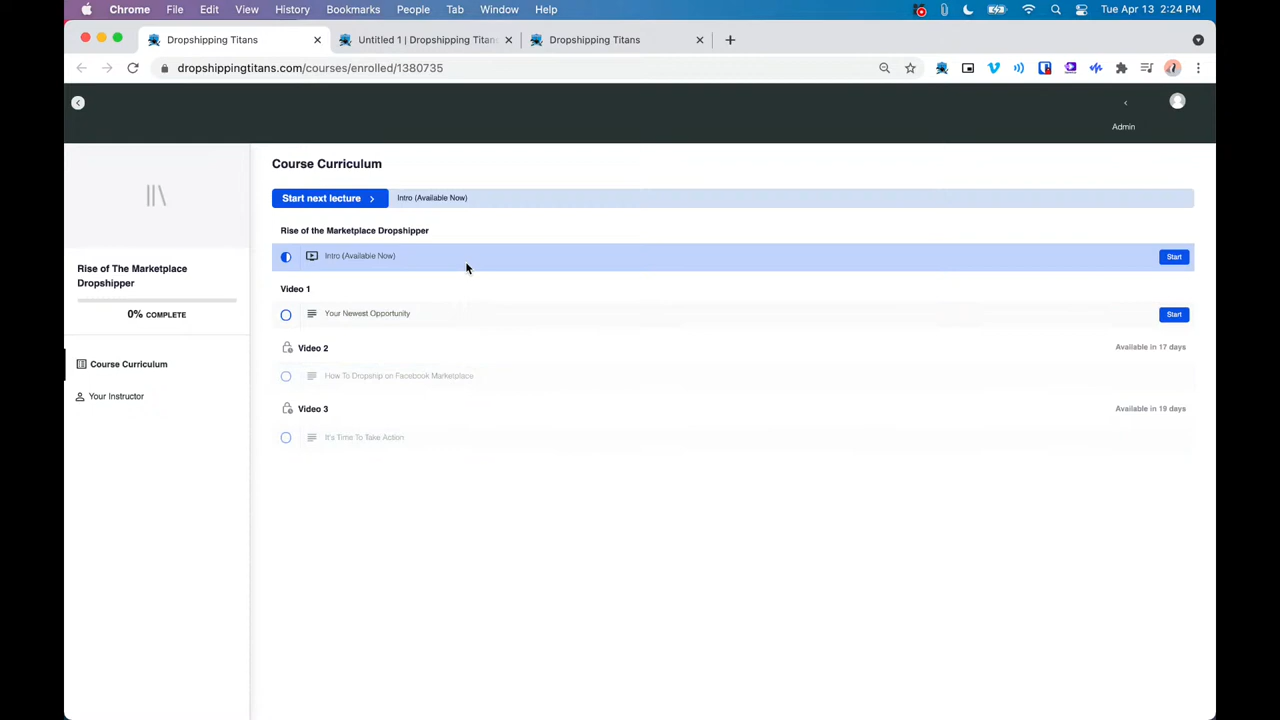 Chrome File Edit View History Bookmarks People Tab Window Help Tue Apr 13 2:24 PM
Dropshipping Titans Untitled 1 | Dropshipping Titans Dropshipping Titans
dropshippingtitans.com/courses/enrolled/1380735
Admin
Course Curriculum
Start next lecture Intro (Available Now)
Rise of the Marketplace Dropshipper
Intro (Available Now) Start
Rise of The Marketplace
Dropshipper
0% COMPLETE
Video 1
Your Newest Opportunity Start
Video 2 Available in 17 days
Course Curriculum
How To Dropship on Facebook Marketplace
Your Instructor
Video 3 Available in 19 days
It's Time To Take Action